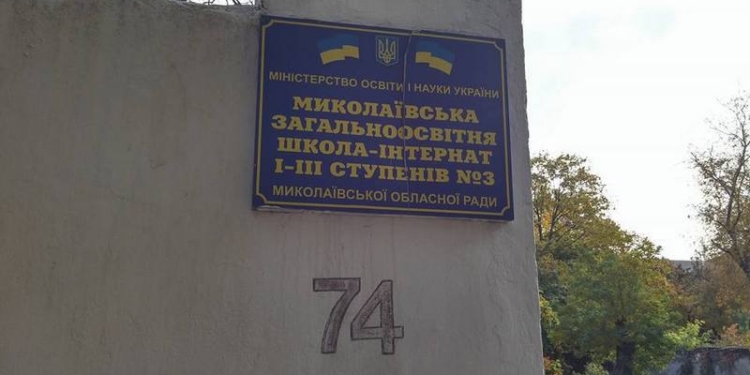 МІНІСТЕРСТВО ОСВІТИ І НАУКИ УКРАЇНИ
МИКОЛАЇВСЬКА
ЗАГАЛЬНООСВІТНЯ
ШКОЛА-ІНТЕРНАТ
І-ІІІ СТУПЕНІВ №3
МИКОЛАЇВСЬКОЇ ОБЛАСНОЇ РАДИ
74